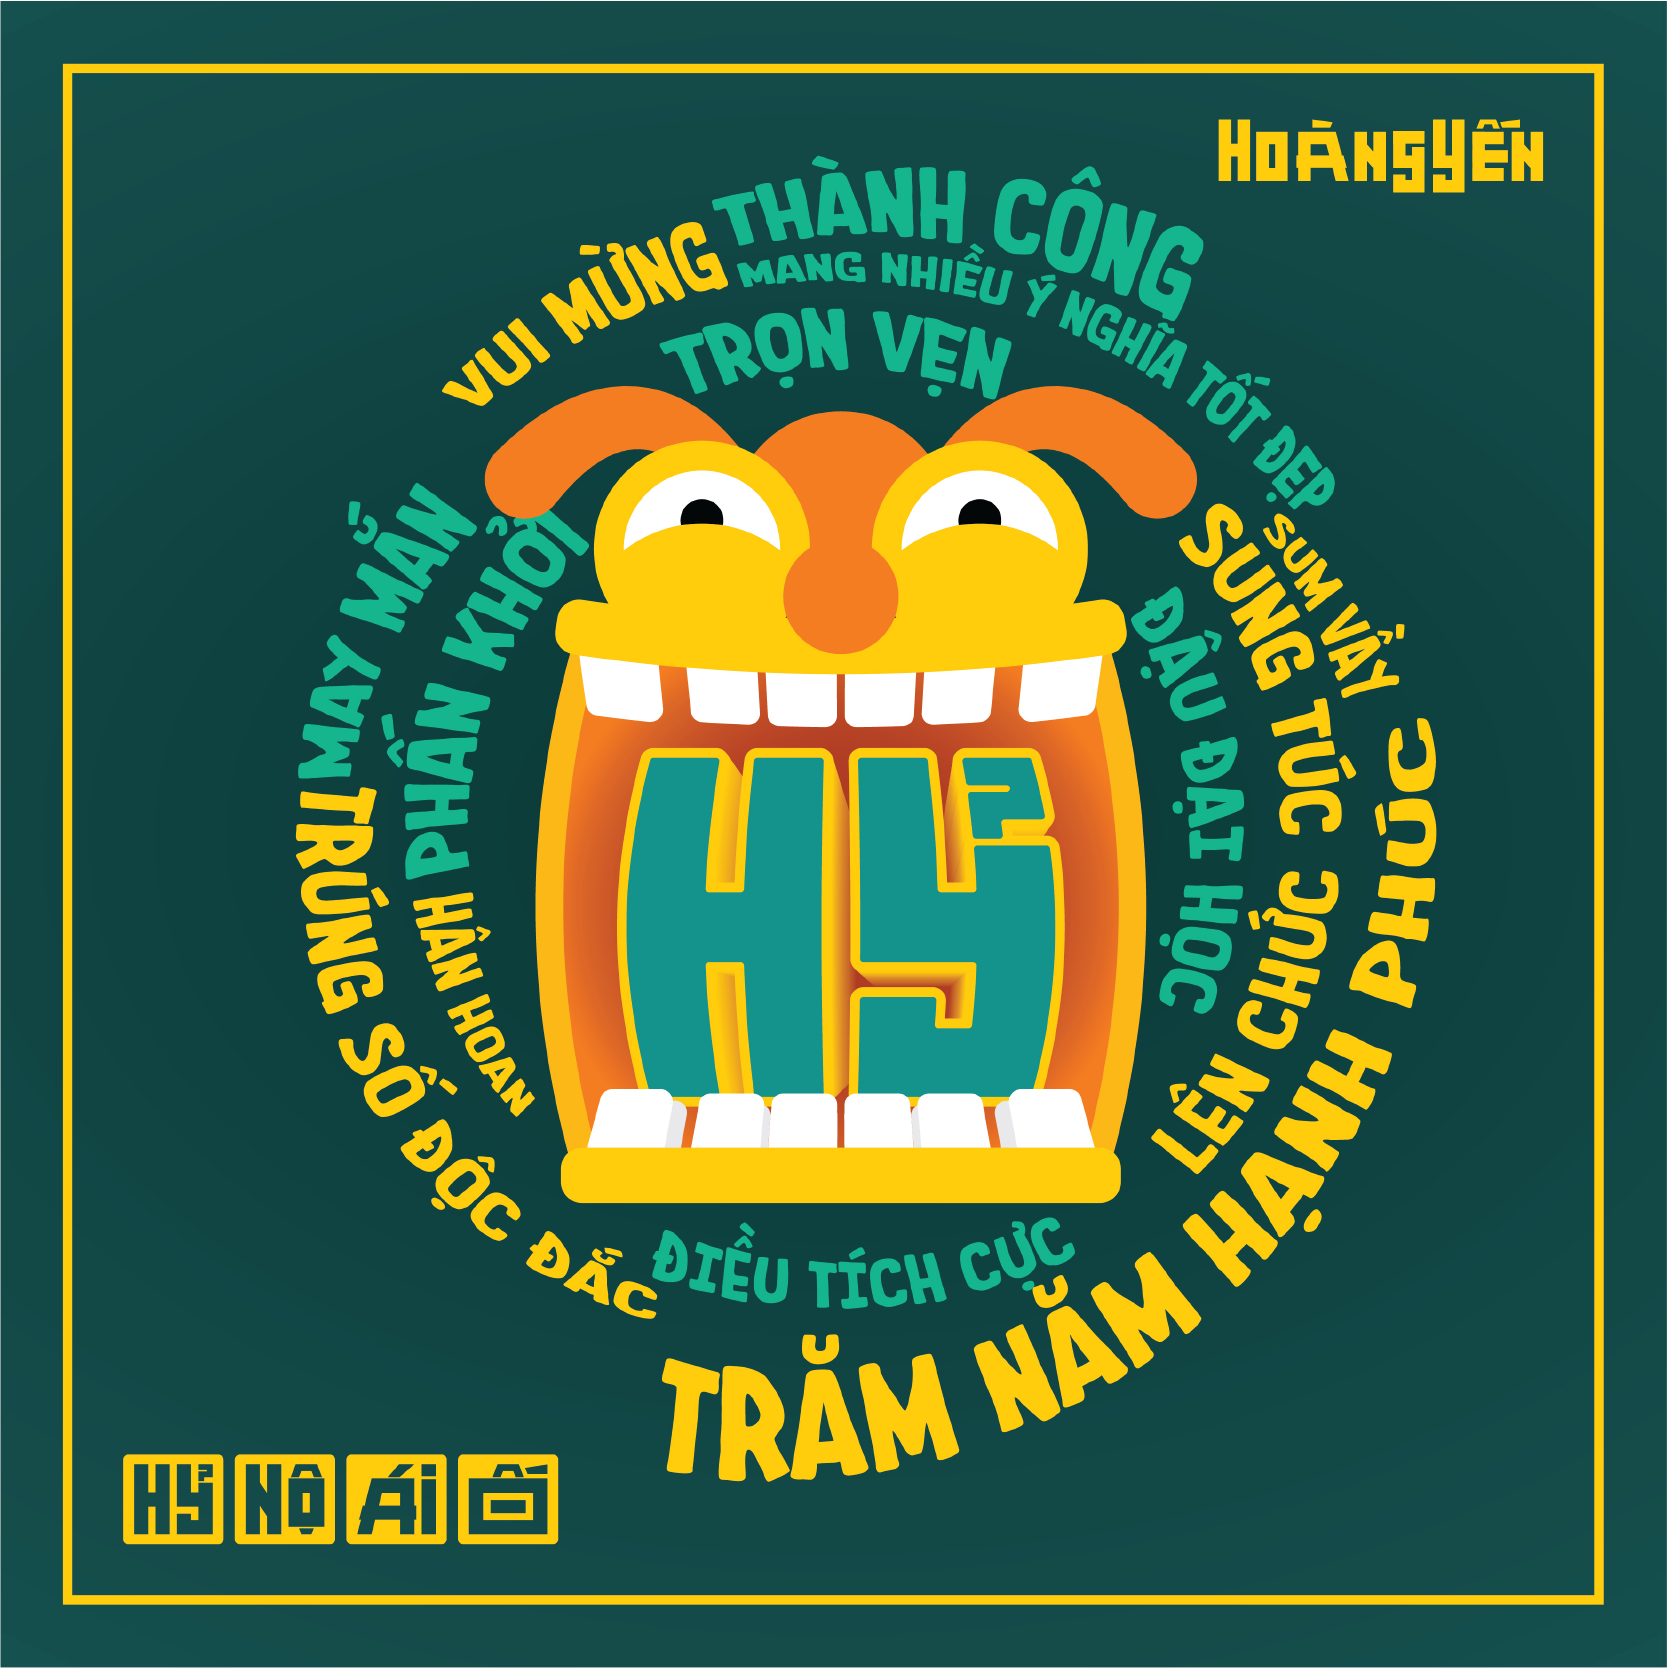 HOÀNG YẾN
THÀNH CÔNG
VUI MỪNG
MANG NHIỀU Ý NGHĨA TỐT ĐẸP
TRỌN VẸN
MAY MẮN
PHẤN KHỞI
SUM VẦY
SUNG TÚC
ĐẬU ĐẠI HỌC
HỶ
TRÚNG SỐ ĐỘC ĐẮC
HÂN HOAN
LÊN CHỨC
ĐIỀU TÍCH CỰC
TRĂM NĂM HẠNH PHÚC
HỶ NỘ ÁI Ố